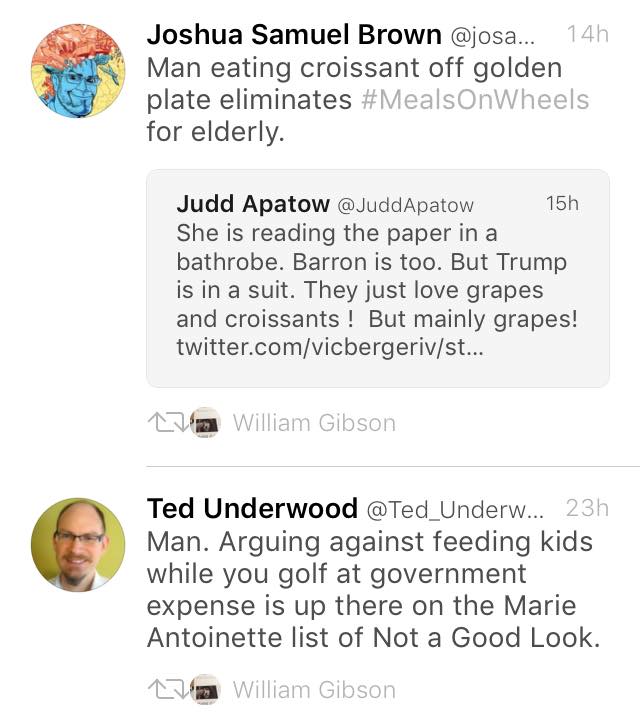 Joshua Samuel Brown @josa... 14h
Man eating croissant off golden
plate eliminates #MealsOnWheels
for elderly.
Judd Apatow @JuddApatow 15h
She is reading the paper in a
bathrobe. Barron is too. But Trump
is in a suit. They just love grapes
and croissants !  But mainly grapes!
twitter.com/vicbergeriv/st...
William Gibson
Ted Underwood @Ted_Underw... 23h
Man. Arguing against feeding kids
while you golf at government
expense is up there on the Marie
Antoinette list of Not a Good Look.
William Gibson